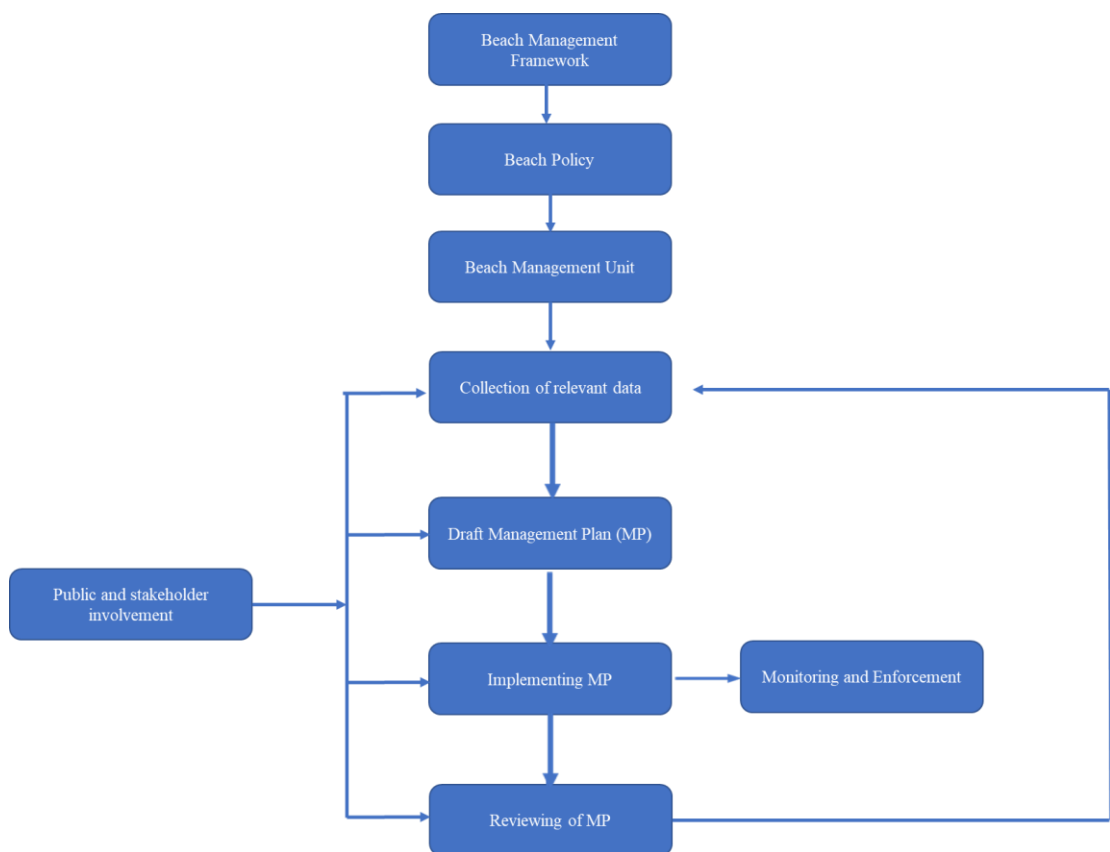 Beach Management
Framework
Beach Policy
Beach Management Unit
Collection of relevant data
Draft Management Plan (MP)
Public and stakeholder
involvement
Implementing MP
Monitoring and Enforcement
Reviewing of MP